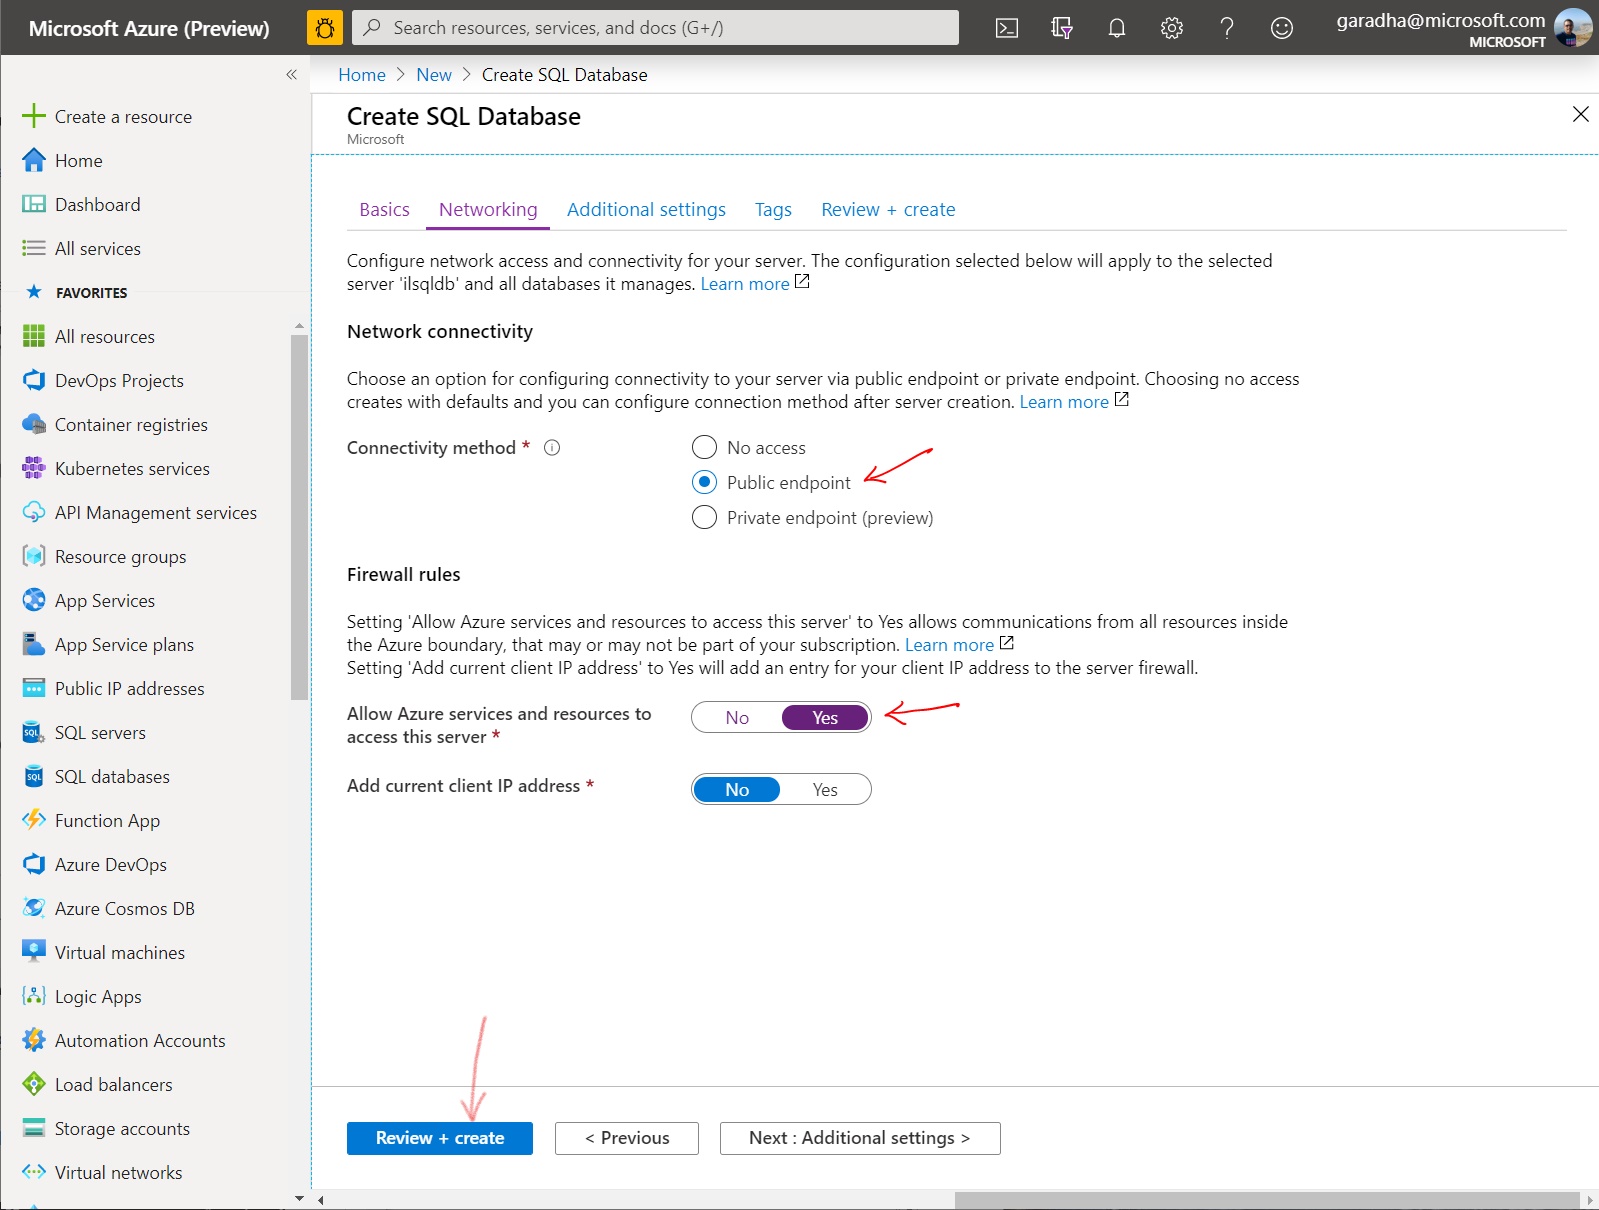 Microsoft Azure (Preview)
Search resources, services, and docs (G+/)
garadha@microsoft.com
MICROSOFT
Home > New > Create SQL Database
Create a resource
Home
Dashboard
All services
FAVORITES
All resources
DevOps Projects
Container registries
Kubernetes services
API Management services
Resource groups
App Services
App Service plans
Public IP addresses
SQL servers
SQL databases
Function App
Azure DevOps
Azure Cosmos DB
Virtual machines
Logic Apps
Automation Accounts
Load balancers
Storage accounts
Virtual networks
Create SQL Database
Microsoft
Basics Networking Additional settings Tags Review + create
Configure network access and connectivity for your server. The configuration selected below will apply to the selected
server 'ilsqldb' and all databases it manages. Learn more
Network connectivity
Choose an option for configuring connectivity to your server via public endpoint or private endpoint. Choosing no access
creates with defaults and you can configure connection method after server creation. Learn more
Connectivity method *
No access
Public endpoint
Private endpoint (preview)
Firewall rules
Setting 'Allow Azure services and resources to access this server' to Yes allows communications from all resources inside
the Azure boundary, that may or may not be part of your subscription. Learn more
Setting 'Add current client IP address' to Yes will add an entry for your client IP address to the server firewall.
Allow Azure services and resources to
access this server *
No Yes
Add current client IP address *
No Yes
Review + create
< Previous
Next : Additional settings >